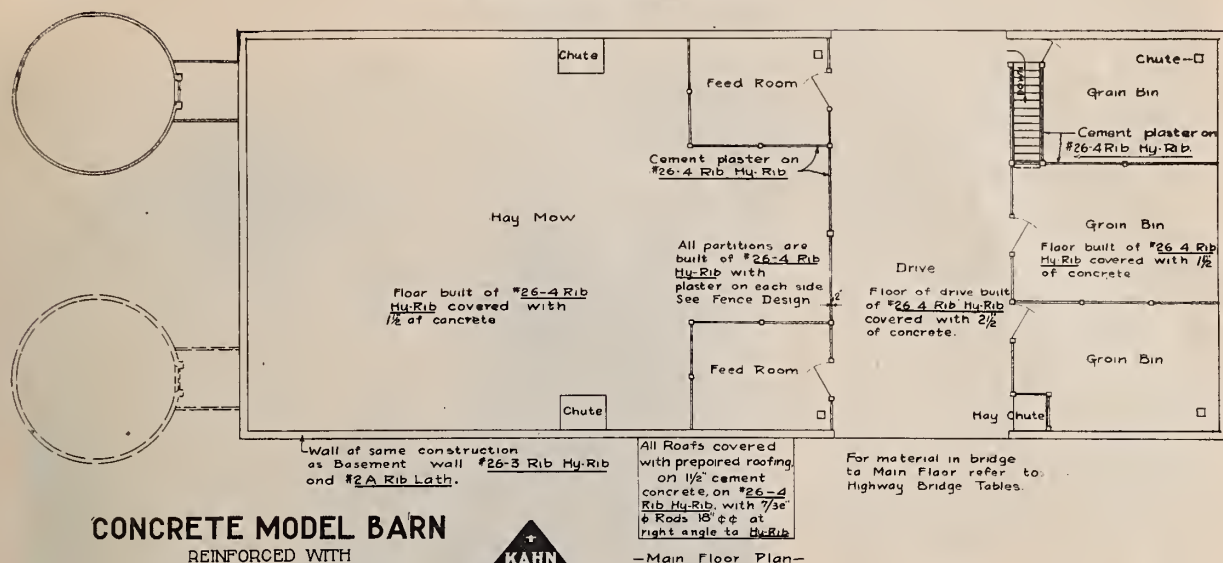 Chute
Feed Room
Cement plaster on
#26-4 Rib Hy-Rib
Hay Mow
Floor built of #26-4 Rib
Hy-Rib covered with
1½" of concrete
All partitions are
built of #26-4 Rib
Hy-Rib with
plaster on each side
See Fence Design
2"
Feed Room
Chute
Drive
Floor of drive built
of #26 4 Rib Hy-Rib
covered with 2½"
of concrete.
Down
Chute
Grain Bin
Cement plaster on
#26-4 Rib Hy-Rib.
Grain Bin
Floor built of #26 4 Rib
Hy-Rib covered with 1½"
of concrete
Grain Bin
Hay Chute
Wall of same construction
as Basement wall #26-3 Rib Hy-Rib
and #2A Rib Lath.
All Roofs covered
with prepoired roofing,
on 1½" cement
concrete, on #26-4
Rib Hy-Rib, with
Rods 18" ¢¢ at
right angle to Hy-Rib
For material in bridge
to Main Floor refer to
Highway Bridge Tables.
CONCRETE MODEL BARN
REINFORCED WITH
KAHN
—Main Floor Plan—